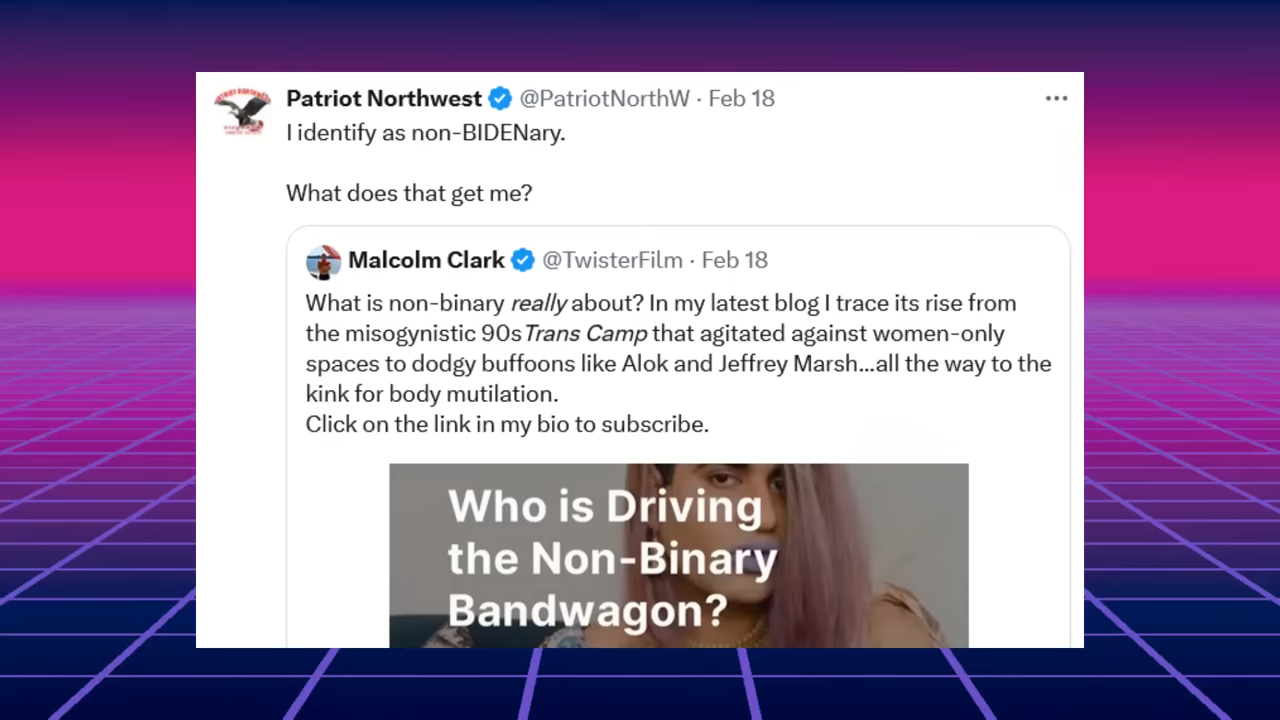 Patriot Northwest @PatriotNorthW · Feb 18
I identify as non-BIDENary.
What does that get me?
Malcolm Clark @TwisterFilm · Feb 18
What is non-binary really about? In my latest blog I trace its rise from
the misogynistic 90s Trans Camp that agitated against women-only
spaces to dodgy buffoons like Alok and Jeffrey Marsh...all the way to the
kink for body mutilation.
Click on the link in my bio to subscribe.
Who is Driving
the Non-Binary
Bandwagon?